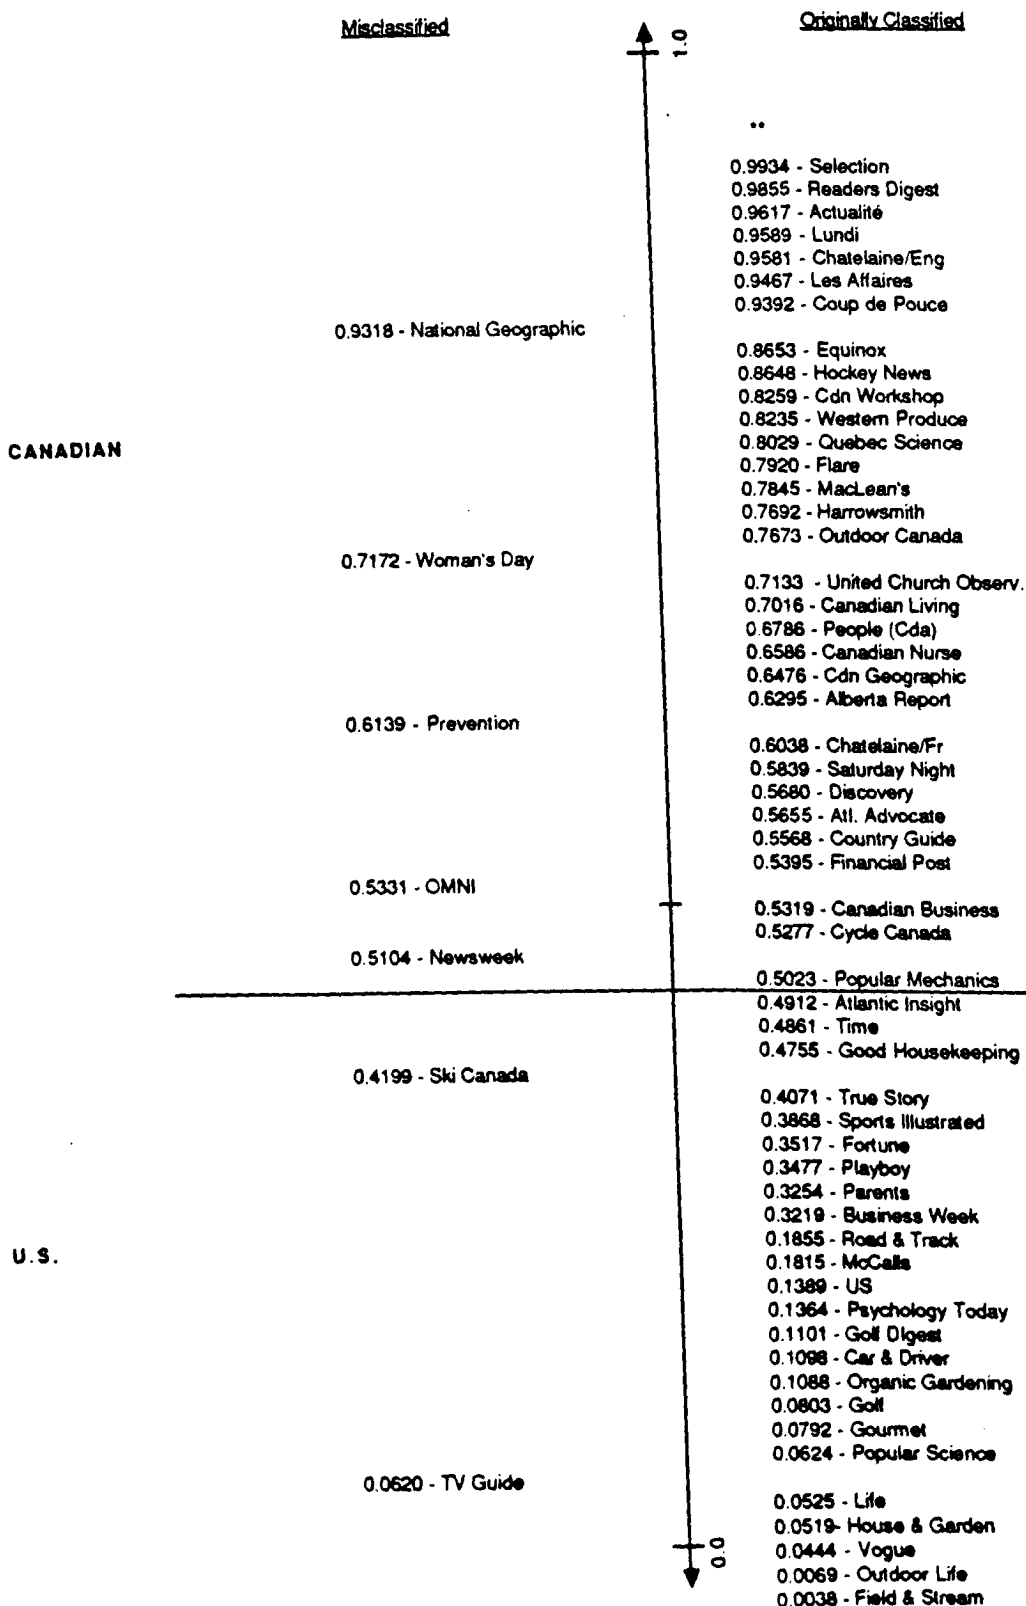 Misclassified
Originally Classified
1.0
**
0.9934 - Selection
0.9855 - Readers Digest
0.9617 - Actualité
0.9589 - Lundi
0.9581 - Chatelaine/Eng
0.9467 - Les Affaires
0.9392 - Coup de Pouce
0.9318 - National Geographic
0.8653 - Equinox
0.8648 - Hockey News
0.8259 - Cdn Workshop
0.8235 - Western Produce
0.8029 - Quebec Science
CANADIAN
0.7920 - Flare
0.7845 - MacLean's
0.7692 - Harrowsmith
0.7673 - Outdoor Canada
0.7172 - Woman's Day
0.7133 - United Church Observ.
0.7016 - Canadian Living
0.6786 - People (Cda)
0.6586 - Canadian Nurse
0.6476 - Cdn Geographic
0.6295 - Alberta Report
0.6139 - Prevention
0.6038 - Chatelaine/Fr
0.5839 - Saturday Night
0.5680 - Discovery
0.5655 - Atl. Advocate
0.5568 - Country Guide
0.5395 - Financial Post
0.5331 - OMNI
0.5319 - Canadian Business
0.5277 - Cycle Canada
0.5104 - Newsweek
0.5023 - Popular Mechanics
0.4912 - Atlantic Insight
0.4861 - Time
0.4755 - Good Housekeeping
0.4199 - Ski Canada
0.4071 - True Story
0.3868 - Sports Illustrated
0.3517 - Fortune
0.3477 - Playboy
0.3254 - Parents
0.3219 - Business Week
0.1855 - Road & Track
U.S.
0.1815 - McCalls
0.1389 - US
0.1364 - Psychology Today
0.1101 - Golf Digest
0.1098 - Car & Driver
0.1088 - Organic Gardening
0.0803 - Golf
0.0792 - Gourmet
0.0624 - Popular Science
0.0620 - TV Guide
0.0525 - Life
0.0519- House & Garden
0.0444 - Vogue
0.0
0.0069 - Outdoor Life
0.0038 - Field & Stream